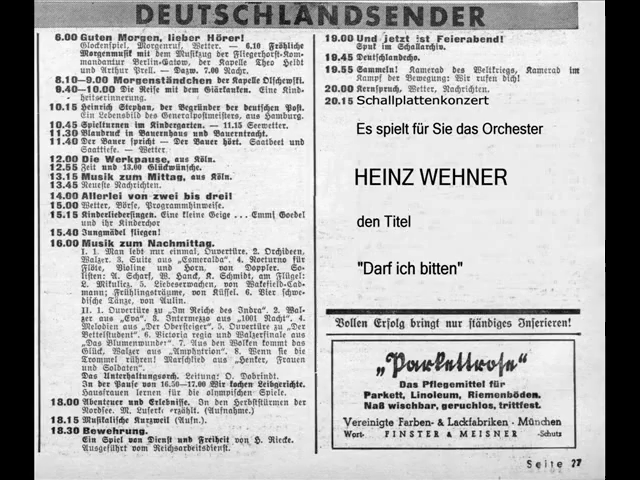 DEUTSCHLANDSENDER
6.00 Guten Morgen, lieber Hörer!
Glockenspiel, Morgenruf, Wetter. — 6.10 Fröhliche
Morgenmusik mit dem Musikzug der Fliegerhorst-Kom-
mandantur Berlin-Gatow, der Kapelle Theo Heldt
und Arthur Prell. — Dazw. 7.00 Nachr.
8.10—9.00 Morgenständchen der Kapelle Olschewski.
9.40—10.00 Die Reise mit dem Giärkasten. Eine Kind-
heitserinnerung.
10.15 Heinrich Stephan, der Begründer der deutschen Post.
Ein Lebensbild des Generalpostmeisters, aus Hamburg.
10.45 Spielturnen im Kindergarten. — 11.15 Seewetter.
11.30 Blaudruck in Bauernhaus und Bauerntracht.
11.40 Der Bauer spricht — Der Bauer hört. Saatbeet und
Saattiefe. — Wetter.
12.00 Die Werkpause, aus Köln.
12.55 Zeit und 13.00 Glückwünsche.
13.15 Musik zum Mittag, aus Köln.
13.45 Neueste Nachrichten.
14.00 Allerlei von zwei bis drei!
15.00 Wetter, Börse, Programmhinweise.
15.15 Kinderliedersingen. Eine kleine Geige ... Emmi Goedel
und ihr Kinderchor
15.40 Jungmädel fliegen!
16.00 Musik zum Nachmittag.
I. 1. Man lebt nur einmal, Ouvertüre. 2. Orchideen,
Walzer. 3. Suite aus „Esmeralda“. 4. Notturno für
Flöte, Violine und Horn, von Doppler. So-
listen: A. Scharf, W. Hanck, K. Schmidt, am Flügel:
L. Mikuliez. 5. Liebeserwachen, von Wakefield-Cad-
mann; Frühlingsträume, von Küssel. 6. Vier schwe-
dische Tänze, von Aulin.
II. 1. Ouvertüre zu „Im Reiche des Indra“. 2. Wal-
zer aus „Eva“. 3. Intermezzo aus „1001 Nacht“. 4.
Melodien aus „Der Obersteiger“. 5. Ouvertüre zu „Der
Bettelstudent“. 6. Victoria regia und Walzerfinale aus
„Das Blumenwunder“. 7. Aus den Wolken kommt das
Glück, Walzer aus „Amphytrion“. 8. Wenn sie die
Trommel rühren! Marschlied aus „Henker, Frauen
und Soldaten“.
Das Unterhaltungsorch. Leitung: O. Dobrindt.
In der Pause von 16.50—17.00 Wir kochen Leibgerichte.
Hausfrauen lernen für die olympischen Spiele.
18.00 Abenteuer und Erlebnisse. In den Herbststürmen der
Nordsee. M. Luserke erzählt. (Aufnahme.)
18.15 Musikalische Kurzweil (Aufn.).
18.30 Bewehrung.
Ein Spiel von Dienst und Freiheit von H. Riecke.
Ausgeführt vom Reichsarbeitsdienst.
19.00 Und jetzt ist Feierabend!
Spuk im Schallarchiv.
19.45 Deutschlandecho.
19.55 Sammeln! Kamerad des Weltkriegs, Kamerad im
Kampf der Bewegung: Wir rufen dich!
20.00 Kernspruch, Wetter, Nachrichten.
20.15 Schallplattenkonzert
Es spielt für Sie das Orchester
HEINZ WEHNER
den Titel
"Darf ich bitten"
Vollen Erfolg bringt nur ständiges Inserieren!
„Parkettrose“
Das Pflegemittel für
Parkett, Linoleum, Riemenböden.
Naß wischbar, geruchlos, trittfest.
Vereinigte Farben- & Lackfabriken · München
Wort- FINSTER & MEISNER -Schutz
Seite 27